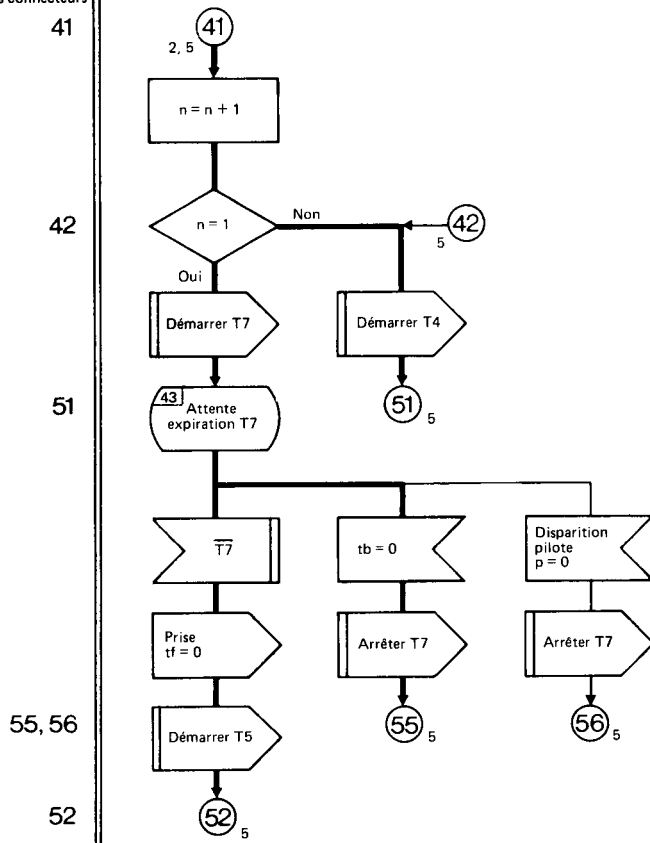 connecteurs
41
41
2, 5
n = n + 1
42
n = 1
Non
42
5
Oui
Démarrer T7
Démarrer T4
51
43
Attente
expiration T7
51
5
T̅7̅
tb = 0
Disparition
pilote
p = 0
Prise
tf = 0
Arrêter T7
Arrêter T7
55, 56
Démarrer T5
55
5
56
5
52
52
5